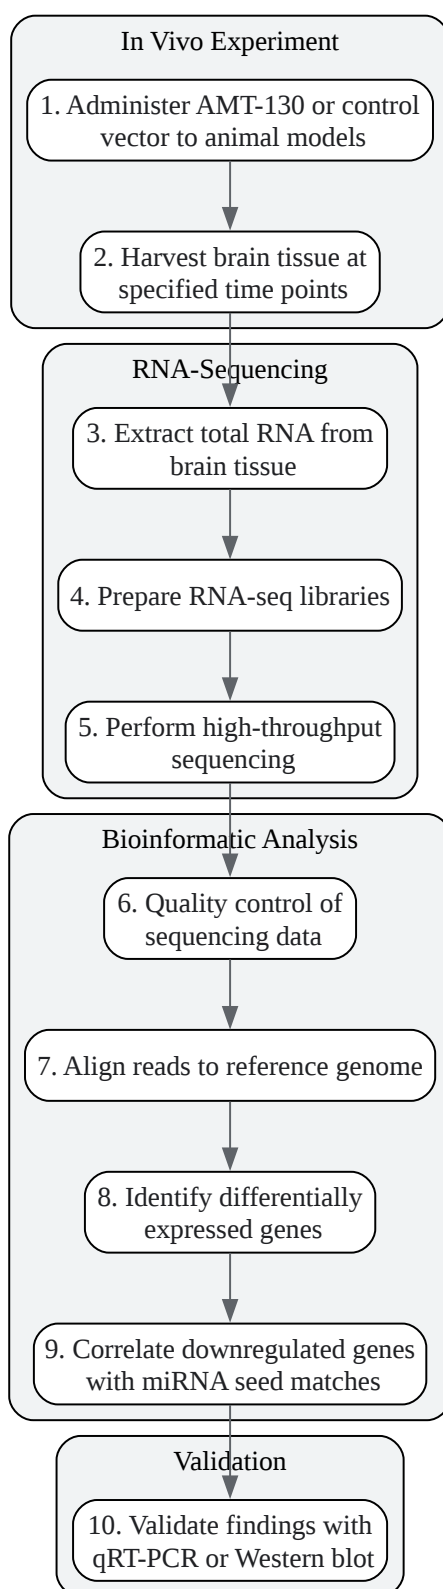 In Vivo Experiment
1. Administer AMT-130 or control
vector to animal models
2. Harvest brain tissue at
specified time points
RNA-Sequencing
3. Extract total RNA from
brain tissue
4. Prepare RNA-seq libraries
5. Perform high-throughput
sequencing
Bioinformatic Analysis
6. Quality control of
sequencing data
7. Align reads to reference genome
8. Identify differentially
expressed genes
9. Correlate downregulated genes
with miRNA seed matches
Validation
10. Validate findings with
qRT-PCR or Western blot